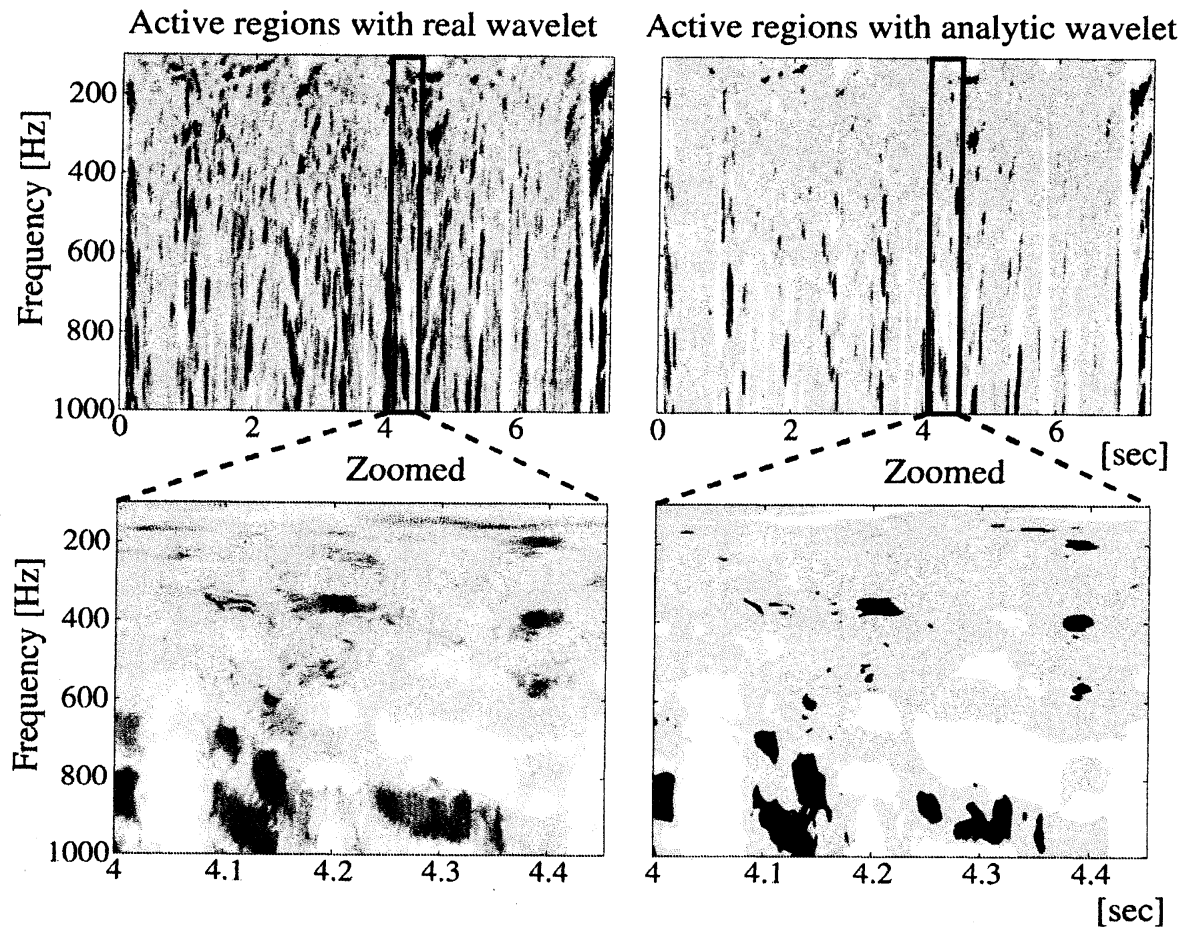 Active regions with real wavelet
Active regions with analytic wavelet
Frequency [Hz]
200
400
600
800
1000
0 2 4 6
0 2 4 6
[sec]
Zoomed
Zoomed
Frequency [Hz]
200
400
600
800
1000
4 4.1 4.2 4.3 4.4
4 4.1 4.2 4.3 4.4
[sec]